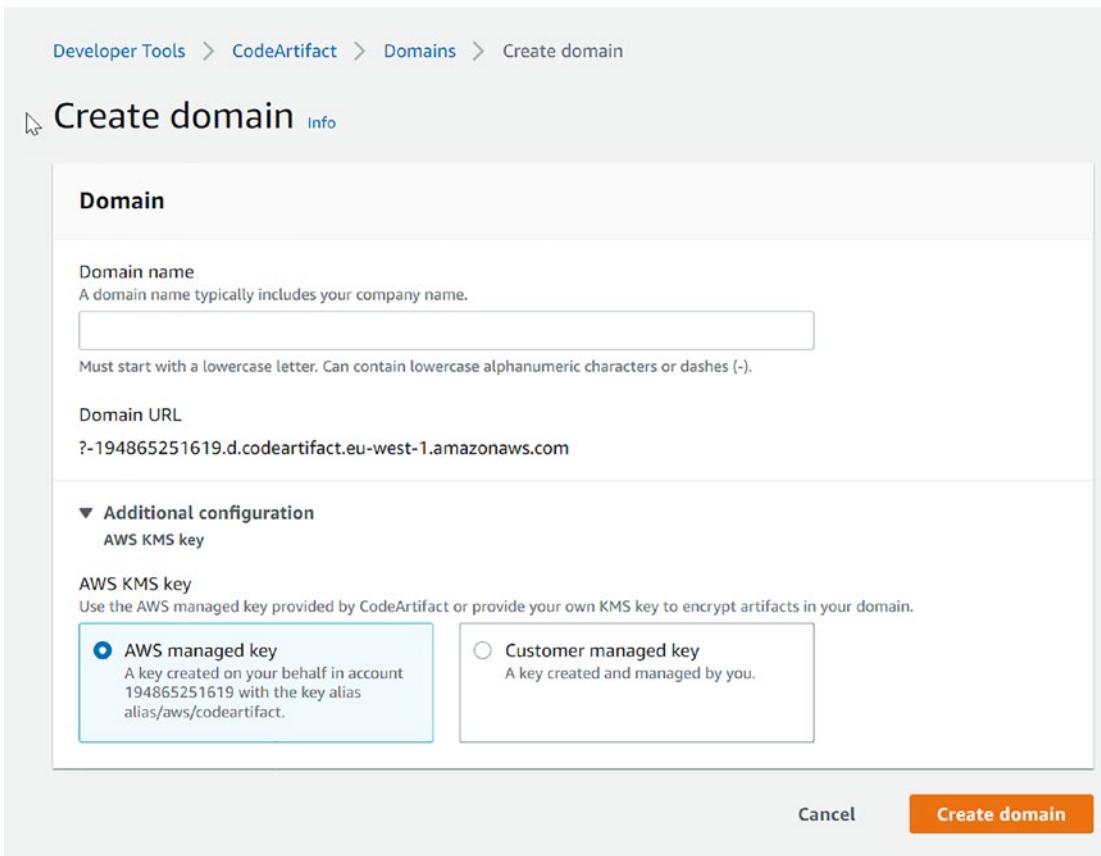 Developer Tools > CodeArtifact > Domains > Create domain
Create domain Info
Domain
Domain name
A domain name typically includes your company name.
Must start with a lowercase letter. Can contain lowercase alphanumeric characters or dashes (-).
Domain URL
?-194865251619.d.codeartifact.eu-west-1.amazonaws.com
▼ Additional configuration
AWS KMS key
AWS KMS key
Use the AWS managed key provided by CodeArtifact or provide your own KMS key to encrypt artifacts in your domain.
AWS managed key
A key created on your behalf in account
194865251619 with the key alias
alias/aws/codeartifact.
Customer managed key
A key created and managed by you.
Cancel
Create domain